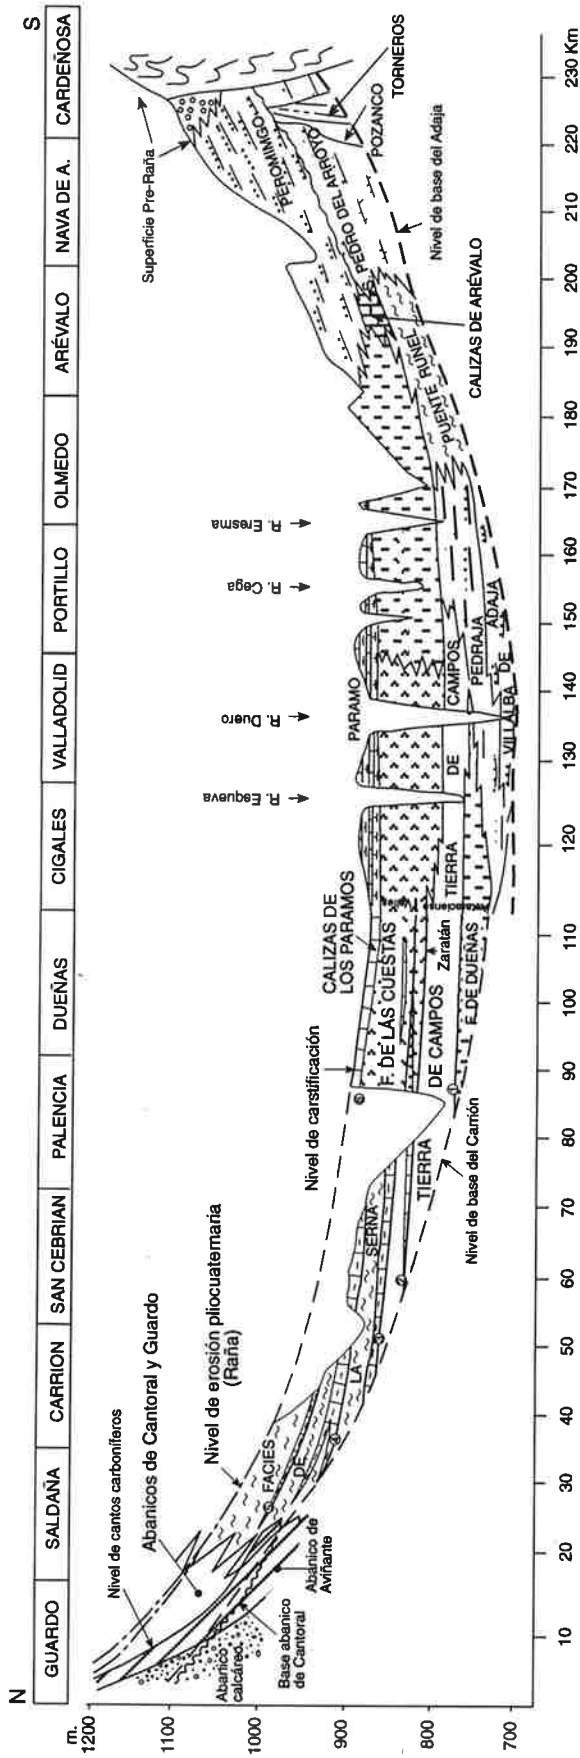 N
S
GUARDO
SALDAÑA
CARRION
SAN CEBRIAN
PALENCIA
DUEÑAS
CIGALES
VALLADOLID
PORTILLO
OLMEDO
ARÉVALO
NAVA DE A.
CARDEÑOSA
m.
1200
1100
1000
900
800
700
Nivel de cantos carboníferos
Abanicos de Cantoral y Guardo
Nivel de erosión pliocuaternaria
(Raña)
Abanico
calcáreo
Base abanico
de Cantoral
Abanico de
Aviñante
FACIES
DE
LA
SERNA
Nivel de carstificación
TIERRA
DE CAMPOS
Nivel de base del Carrión
CALIZAS DE
LOS PARAMOS
F. DE LAS CUESTAS
Zaratán
F. DE DUEÑAS
R. Esgueva
R. Duero
R. Cega
R. Eresma
PARAMO
TIERRA
DE
CAMPOS
PEDRAJA
VILLALBA
DE
ADAJA
PUENTE RUNEL
CALIZAS DE ARÉVALO
S. PEDRO DEL ARROYO
PEROMIMGO
Superficie Pre-Raña
POZANCO
TORNEROS
Nivel de base del Adaja
10
20
30
40
50
60
70
80
90
100
110
120
130
140
150
160
170
180
190
200
210
220
230 Km